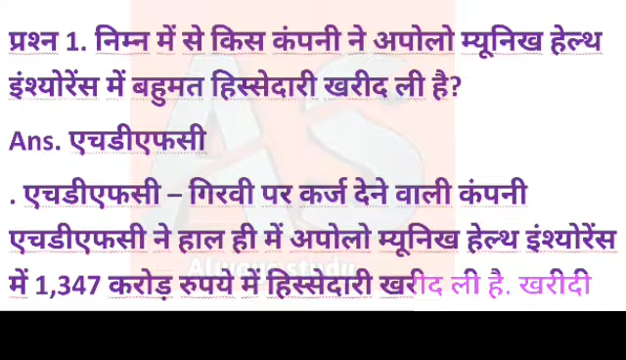 प्रश्न 1. निम्न में से किस कंपनी ने अपोलो म्यूनिख हेल्थ
इंश्योरेंस में बहुमत हिस्सेदारी खरीद ली है?
Ans. एचडीएफसी
. एचडीएफसी – गिरवी पर कर्ज देने वाली कंपनी
एचडीएफसी ने हाल ही में अपोलो म्यूनिख हेल्थ इंश्योरेंस
में 1,347 करोड़ रुपये में हिस्सेदारी खरीद ली है. खरीदी